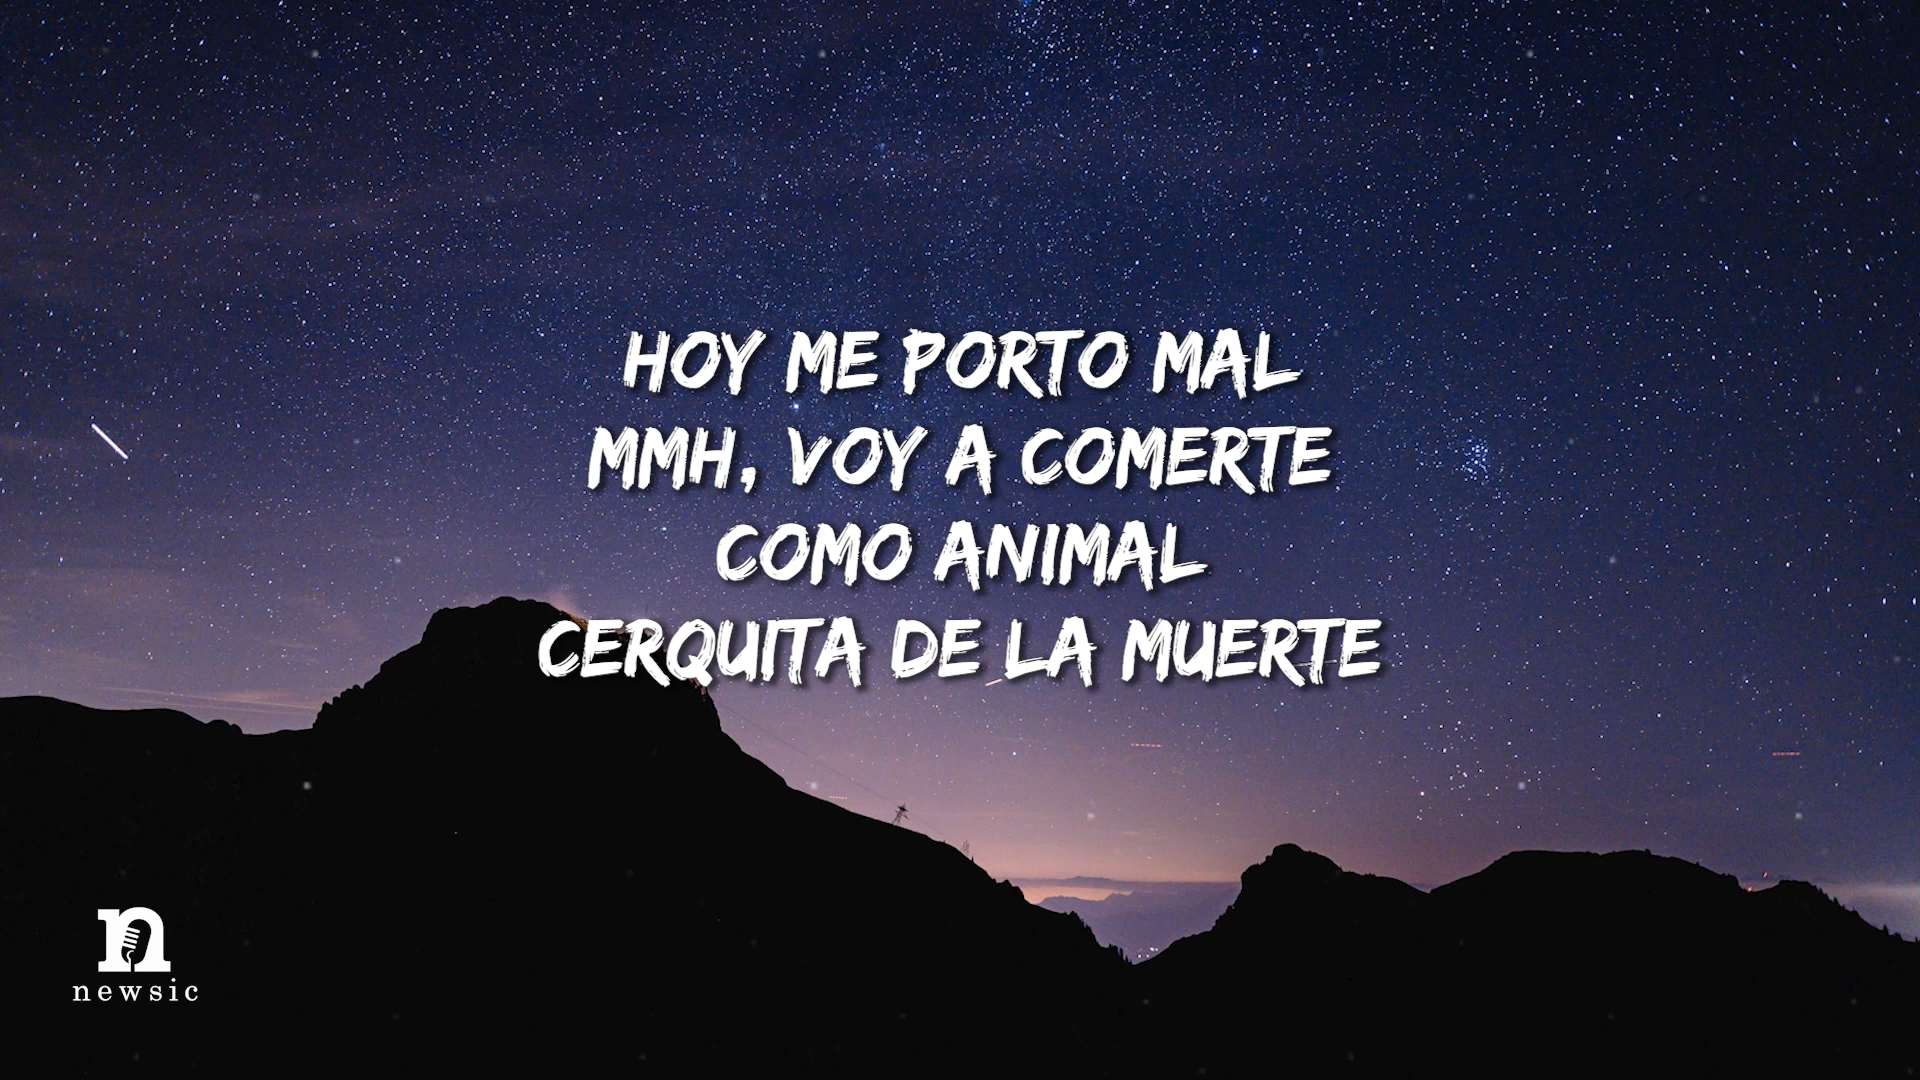 HOY ME PORTO MAL
MMH, VOY A COMERTE
COMO ANIMAL
CERQUITA DE LA MUERTE
n
newsic